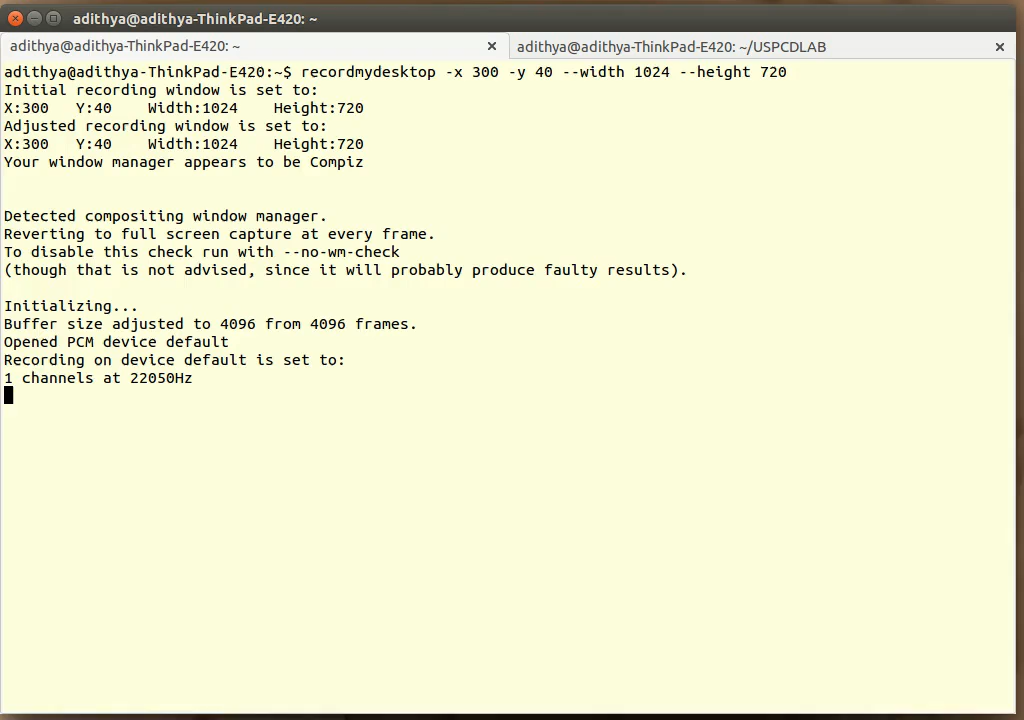 adithya@adithya-ThinkPad-E420: ~
adithya@adithya-ThinkPad-E420: ~
adithya@adithya-ThinkPad-E420: ~/USPCDLAB
adithya@adithya-ThinkPad-E420:~$ recordmydesktop -x 300 -y 40 --width 1024 --height 720
Initial recording window is set to:
X:300   Y:40    Width:1024    Height:720
Adjusted recording window is set to:
X:300   Y:40    Width:1024    Height:720
Your window manager appears to be Compiz
Detected compositing window manager.
Reverting to full screen capture at every frame.
To disable this check run with --no-wm-check
(though that is not advised, since it will probably produce faulty results).
Initializing...
Buffer size adjusted to 4096 from 4096 frames.
Opened PCM device default
Recording on device default is set to:
1 channels at 22050Hz